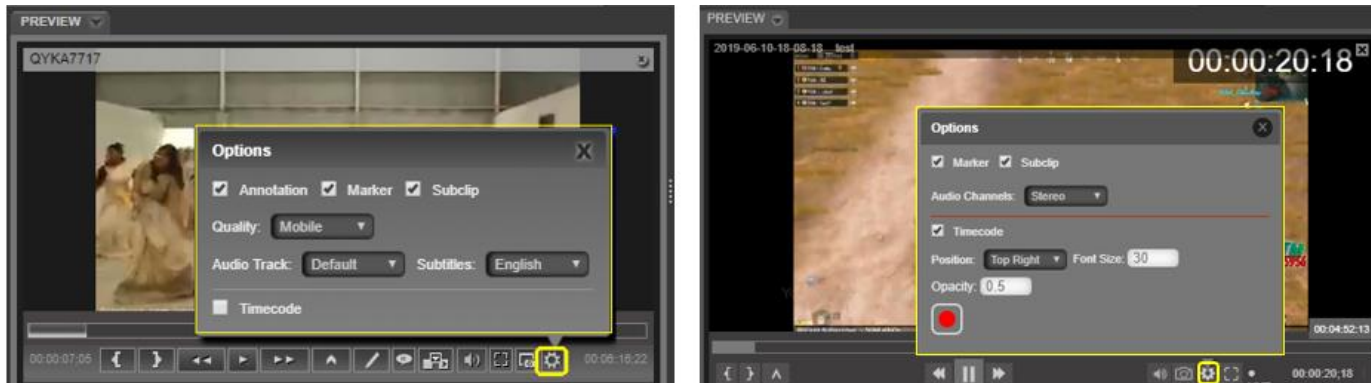 PREVIEW
QYKA7717
Options
Annotation Marker Subclip
Quality: Mobile
Audio Track: Default Subtitles: English
Timecode
00:00:07;05
00:06:16;22
PREVIEW
2019-06-10-18-08-18 test
00:00:20:18
Options
Marker Subclip
Audio Channels: Stereo
Timecode
Position: Top Right Font Size: 30
Opacity: 0.5
00:04:52:13
00:00:20;18